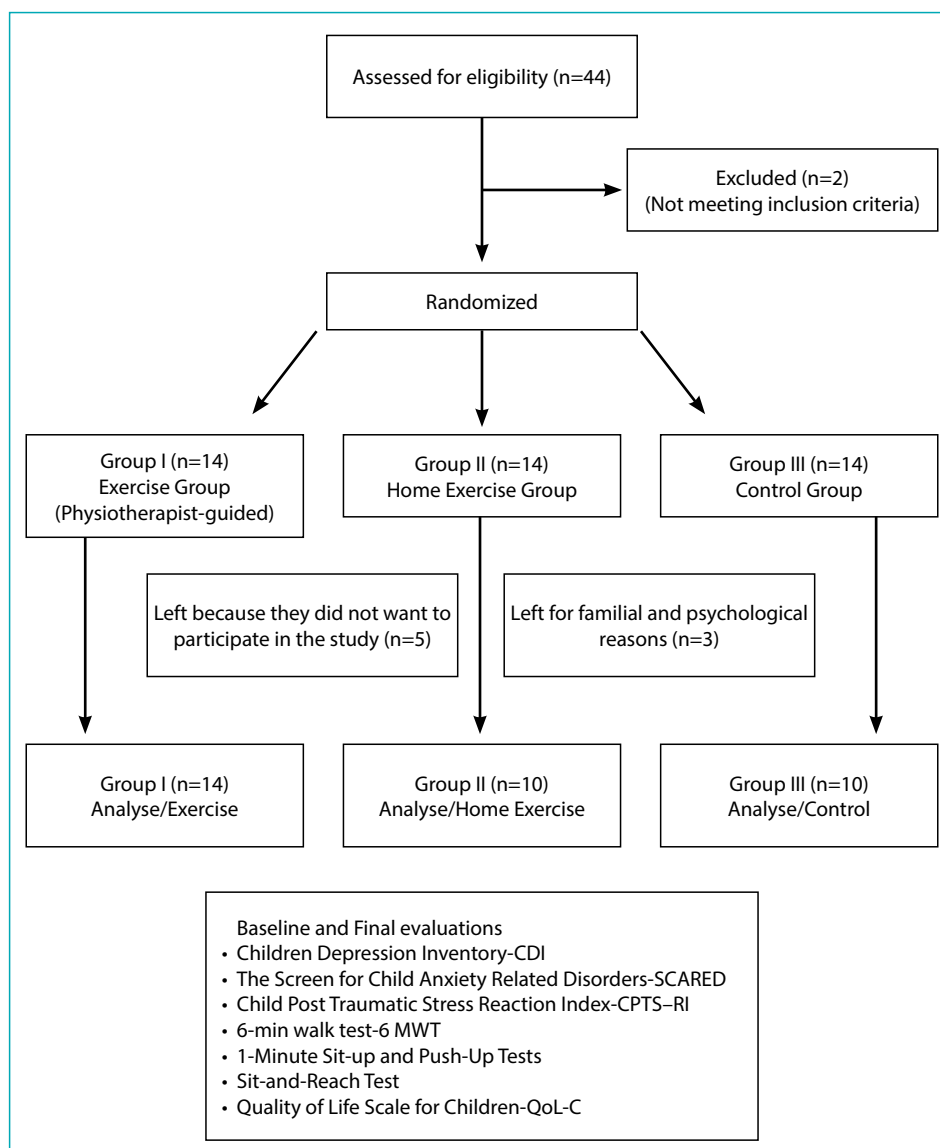 Assessed for eligibility (n=44)
Excluded (n=2)
(Not meeting inclusion criteria)
Randomized
Group I (n=14)
Exercise Group
(Physiotherapist-guided)
Group II (n=14)
Home Exercise Group
Group III (n=14)
Control Group
Left because they did not want to
participate in the study (n=5)
Left for familial and psychological
reasons (n=3)
Group I (n=14)
Analyse/Exercise
Group II (n=10)
Analyse/Home Exercise
Group III (n=10)
Analyse/Control
Baseline and Final evaluations
• Children Depression Inventory-CDI
• The Screen for Child Anxiety Related Disorders-SCARED
• Child Post Traumatic Stress Reaction Index-CPTS–RI
• 6-min walk test-6 MWT
• 1-Minute Sit-up and Push-Up Tests
• Sit-and-Reach Test
• Quality of Life Scale for Children-QoL-C